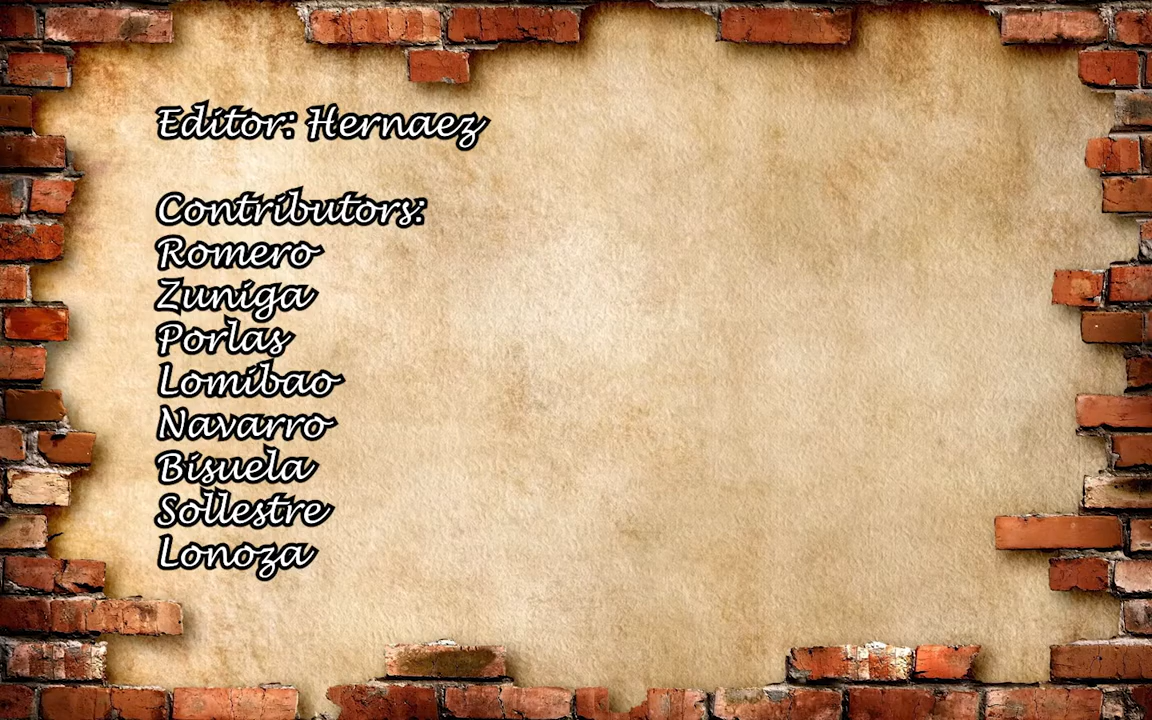 Editor: Hernaez
Contributors:
Romero
Zuniga
Porlas
Lomibao
Navarro
Bisuela
Sollestre
Lonoza